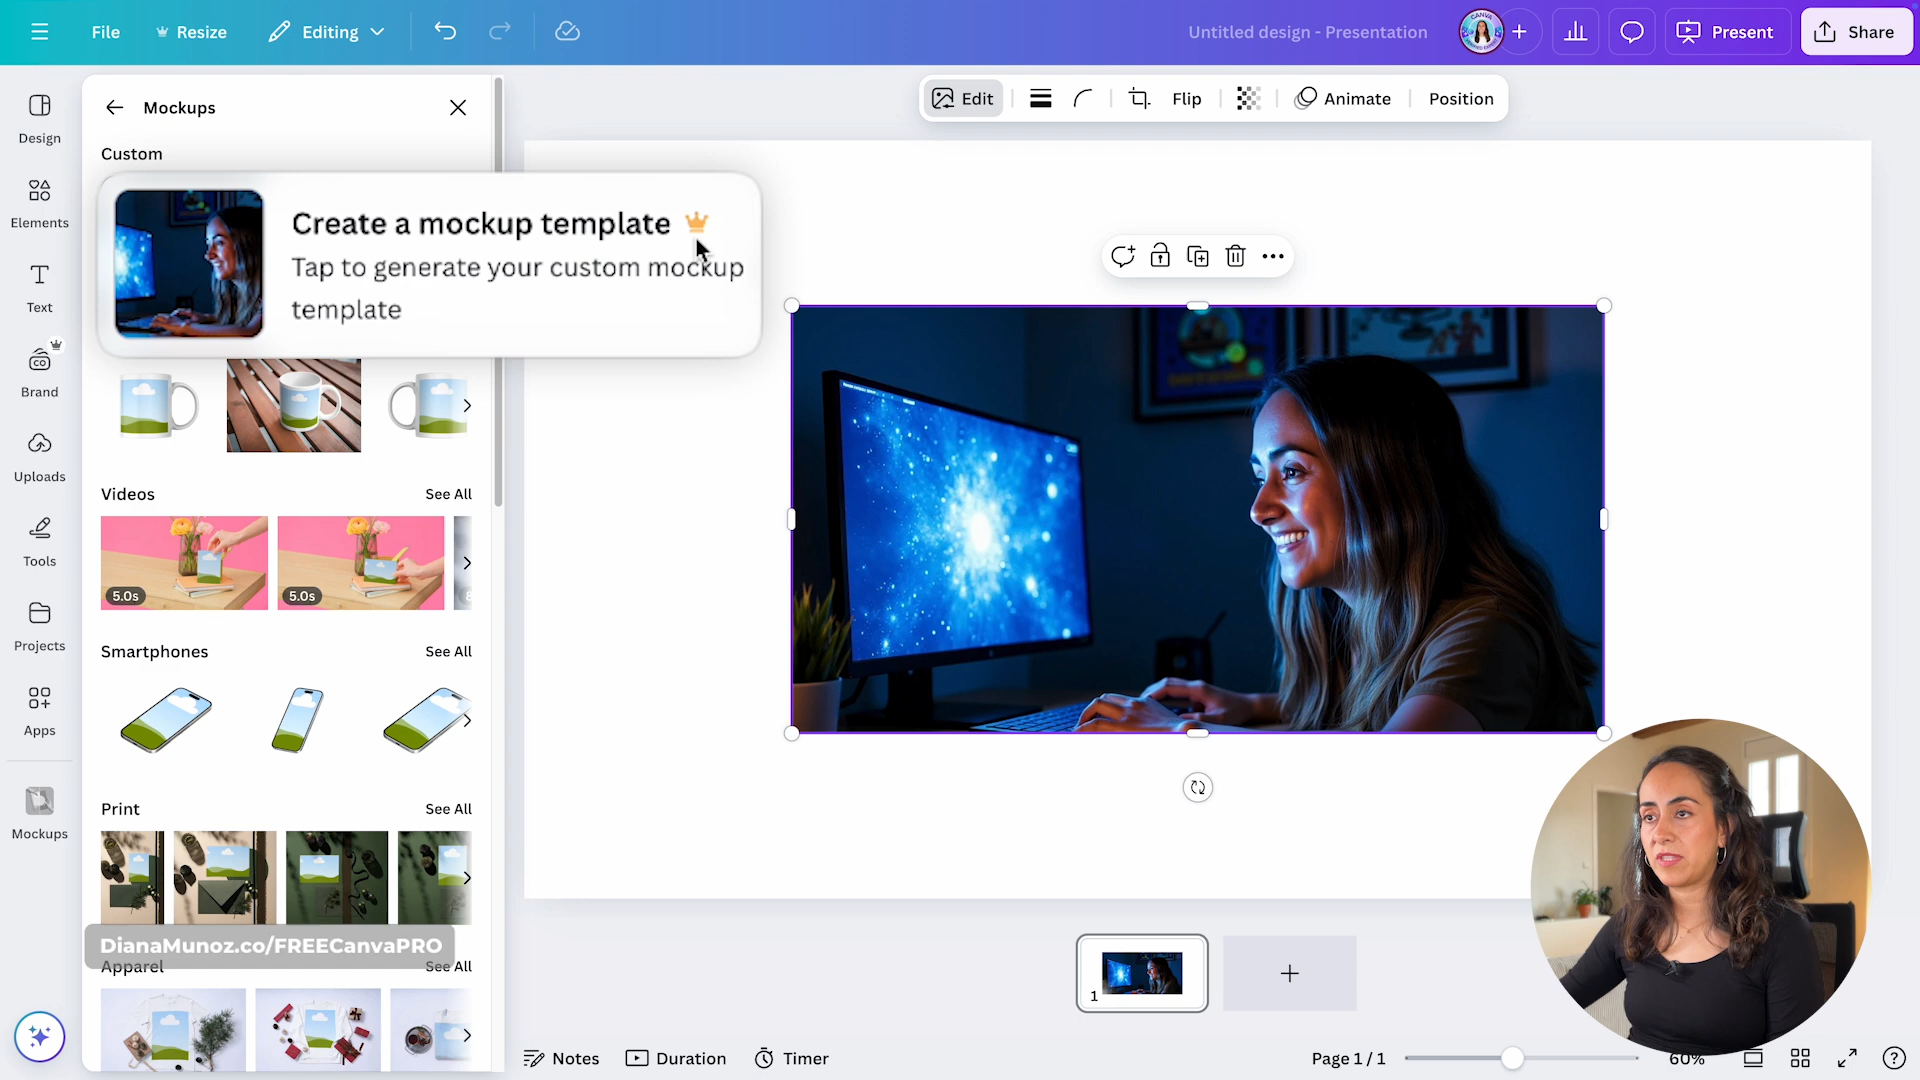 File
Resize
Editing
Untitled design - Presentation
CANVA
Present
Share
Design
Elements
Text
Brand
Uploads
Tools
Projects
Apps
Mockups
Mockups
Custom
Create a mockup template
Tap to generate your custom mockup
template
Videos
See All
5.0s
5.0s
8
Smartphones
See All
Print
See All
DianaMunoz.co/FREECanvaPRO
Apparel
See All
Edit
Flip
Animate
Position
1
Notes
Duration
Timer
Page 1 / 1
60%